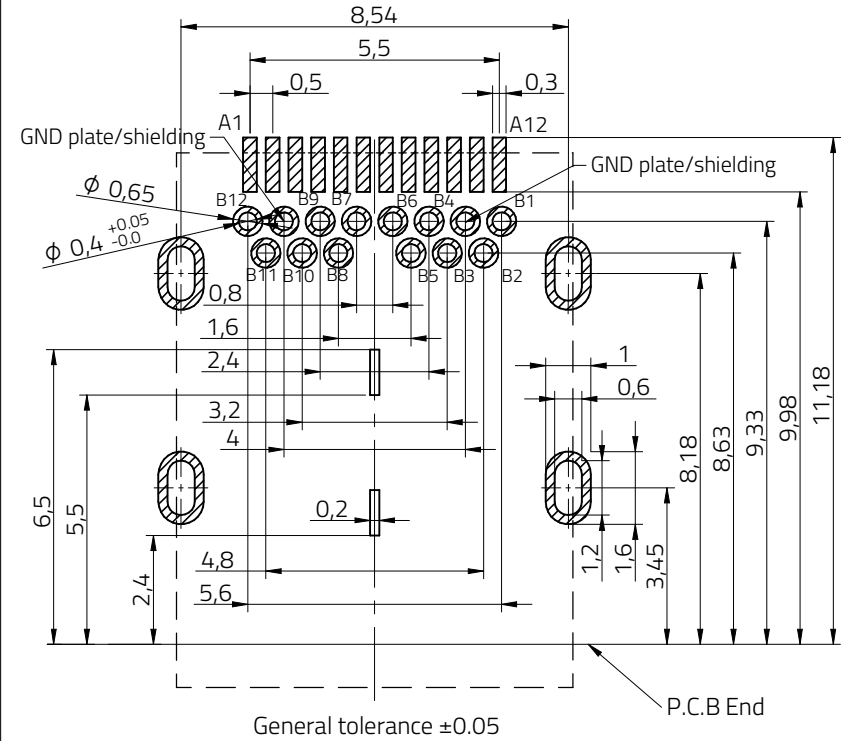 8,54
5,5
0,5
0,3
A1
A12
GND plate/shielding
GND plate/shielding
ϕ 0,65
B12
B9
B7
B6
B4
B1
ϕ 0,4 +0.05 -0.0
B11
B10
B8
B5
B3
B2
0,8
1,6
2,4
1
0,6
3,2
4
0,2
6,5
5,5
2,4
4,8
5,6
1,2
1,6
3,45
8,18
8,63
9,33
9,98
11,18
P.C.B End
General tolerance ±0.05